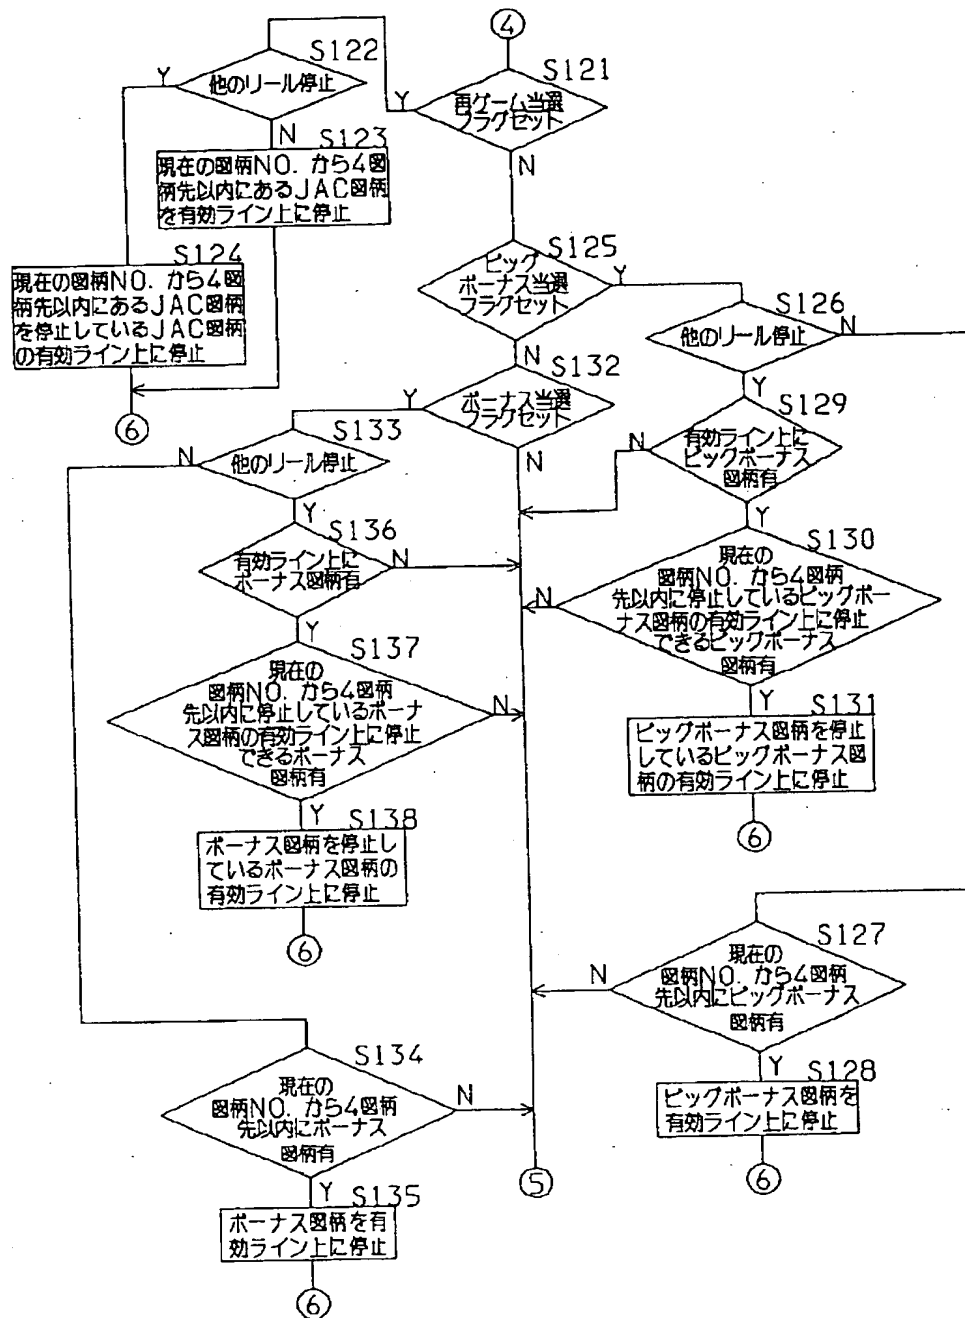 ④
S121
再ゲーム当選
フラグセット
Y
N
S122
他のリール停止
Y
N
S123
現在の図柄NO.から4図
柄先以内にあるJAC図柄
を有効ライン上に停止
S124
現在の図柄NO.から4図
柄先以内にあるJAC図柄
を停止しているJAC図柄
の有効ライン上に停止
⑥
S125
ビッグ
ボーナス当選
フラグセット
Y
N
S126
他のリール停止
N
Y
S129
有効ライン上に
ビッグボーナス
図柄有
N
Y
S130
現在の
図柄NO.から4図柄
先以内に停止しているビッグボー
ナス図柄の有効ライン上に停止
できるビッグボーナス
図柄有
N
Y
S131
ビッグボーナス図柄を停止
しているビッグボーナス図
柄の有効ライン上に停止
⑥
S132
ボーナス当選
フラグセット
Y
N
S133
他のリール停止
N
Y
S136
有効ライン上に
ボーナス図柄有
N
Y
S137
現在の
図柄NO.から4図柄
先以内に停止しているボーナ
ス図柄の有効ライン上に停止
できるボーナス
図柄有
N
Y
S138
ボーナス図柄を停止し
ているボーナス図柄の
有効ライン上に停止
⑥
S127
現在の
図柄NO.から4図柄
先以内にビッグボーナス
図柄有
N
Y
S128
ビッグボーナス図柄を
有効ライン上に停止
⑥
S134
現在の
図柄NO.から4図柄
先以内にボーナス
図柄有
N
Y
S135
ボーナス図柄を有
効ライン上に停止
⑥
⑤